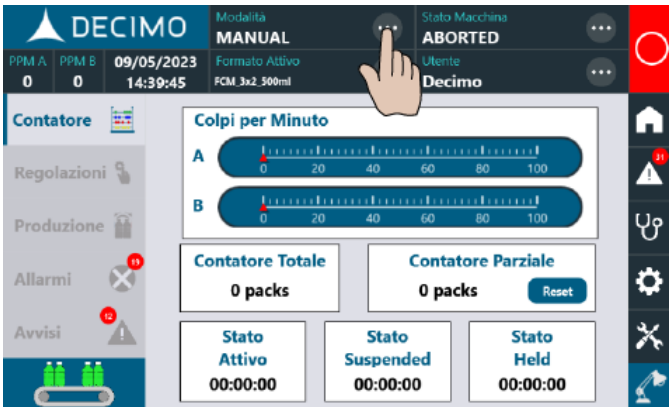 DECIMO
Modalità
MANUAL
Stato Macchina
ABORTED
PPM A
0
PPM B
0
09/05/2023
14:39:45
Formato Attivo
FCM_3x2_500ml
Utente
Decimo
Contatore
Regolazioni
Produzione
Allarmi
19
Avvisi
12
Colpi per Minuto
A
0 20 40 60 80 100
B
0 20 40 60 80 100
Contatore Totale
0 packs
Contatore Parziale
0 packs
Reset
Stato
Attivo
00:00:00
Stato
Suspended
00:00:00
Stato
Held
00:00:00
31